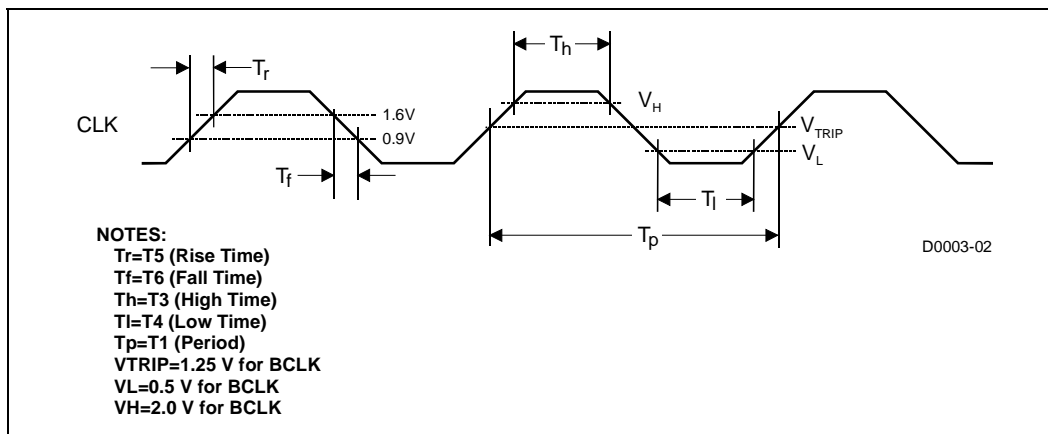 Th
Tr
VH
CLK
1.6V
0.9V
VTRIP
VL
Tf
Tl
Tp
D0003-02
NOTES:
Tr=T5 (Rise Time)
Tf=T6 (Fall Time)
Th=T3 (High Time)
Tl=T4 (Low Time)
Tp=T1 (Period)
VTRIP=1.25 V for BCLK
VL=0.5 V for BCLK
VH=2.0 V for BCLK